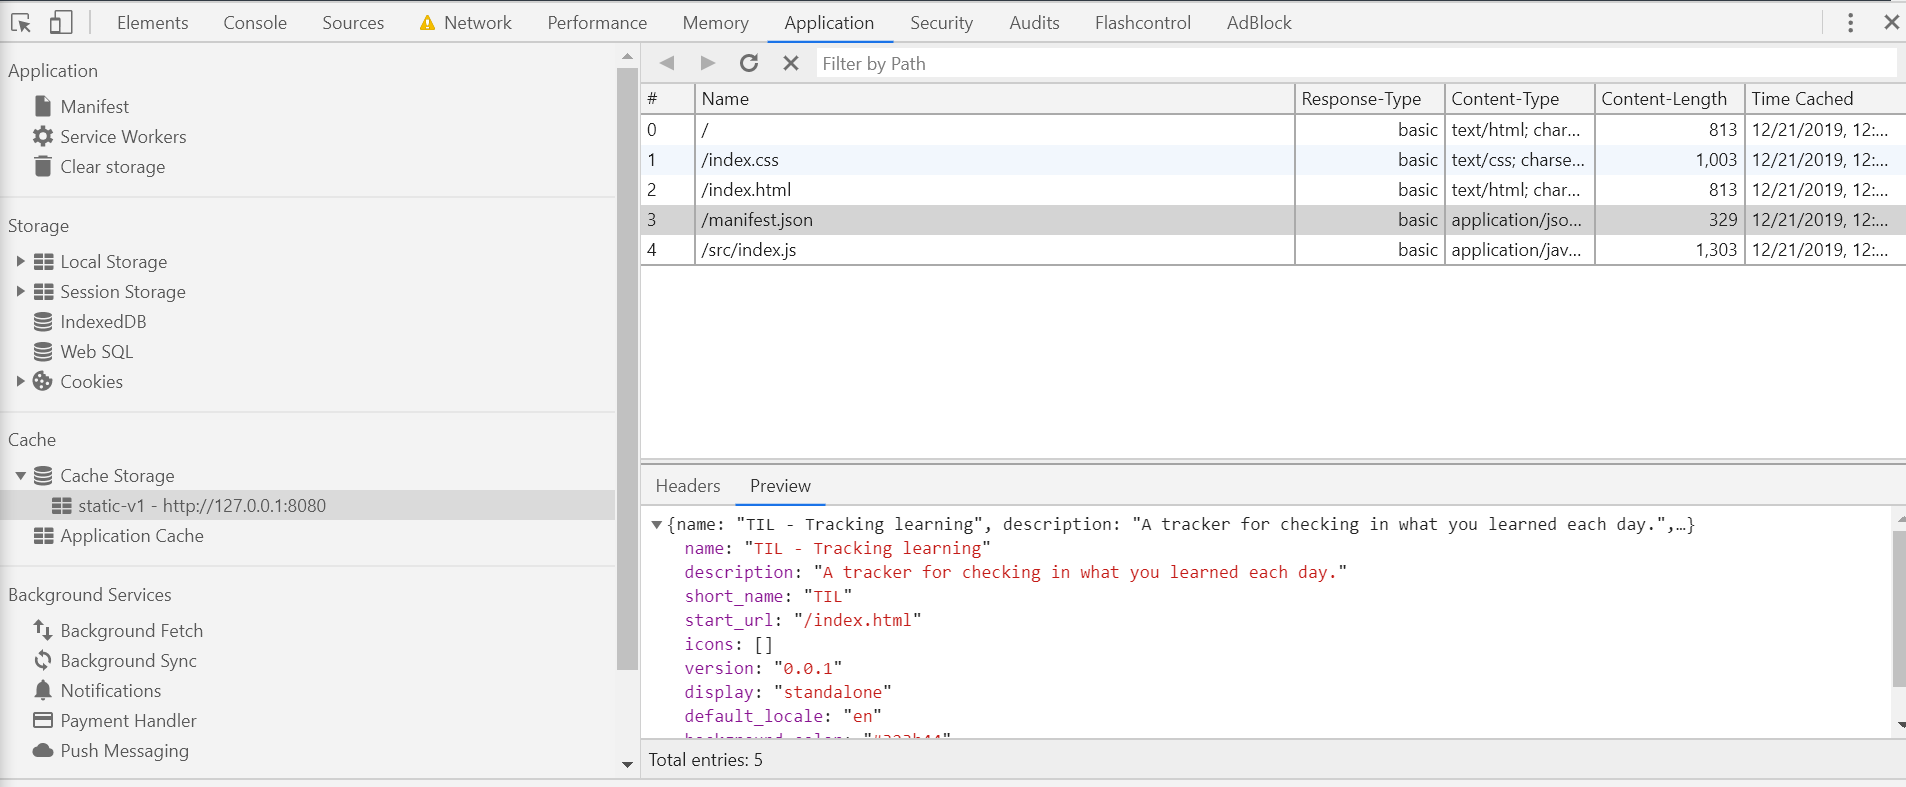 Elements Console Sources Network Performance Memory Application Security Audits Flashcontrol AdBlock
Application
Manifest
Service Workers
Clear storage
Storage
Local Storage
Session Storage
IndexedDB
Web SQL
Cookies
Cache
Cache Storage
static-v1 - http://127.0.0.1:8080
Application Cache
Background Services
Background Fetch
Background Sync
Notifications
Payment Handler
Push Messaging
Filter by Path
# Name Response-Type Content-Type Content-Length Time Cached
0 / basic text/html; char... 813 12/21/2019, 12:...
1 /index.css basic text/css; charse... 1,003 12/21/2019, 12:...
2 /index.html basic text/html; char... 813 12/21/2019, 12:...
3 /manifest.json basic application/jso... 329 12/21/2019, 12:...
4 /src/index.js basic application/jav... 1,303 12/21/2019, 12:...
Headers Preview
{name: "TIL - Tracking learning", description: "A tracker for checking in what you learned each day.",…}
name: "TIL - Tracking learning"
description: "A tracker for checking in what you learned each day."
short_name: "TIL"
start_url: "/index.html"
icons: []
version: "0.0.1"
display: "standalone"
default_locale: "en"
Total entries: 5